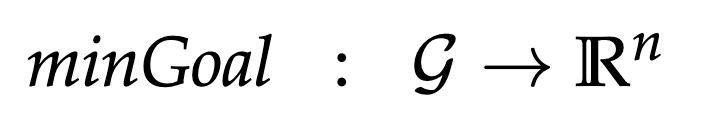 minGoal : 𝒢 → ℝⁿ